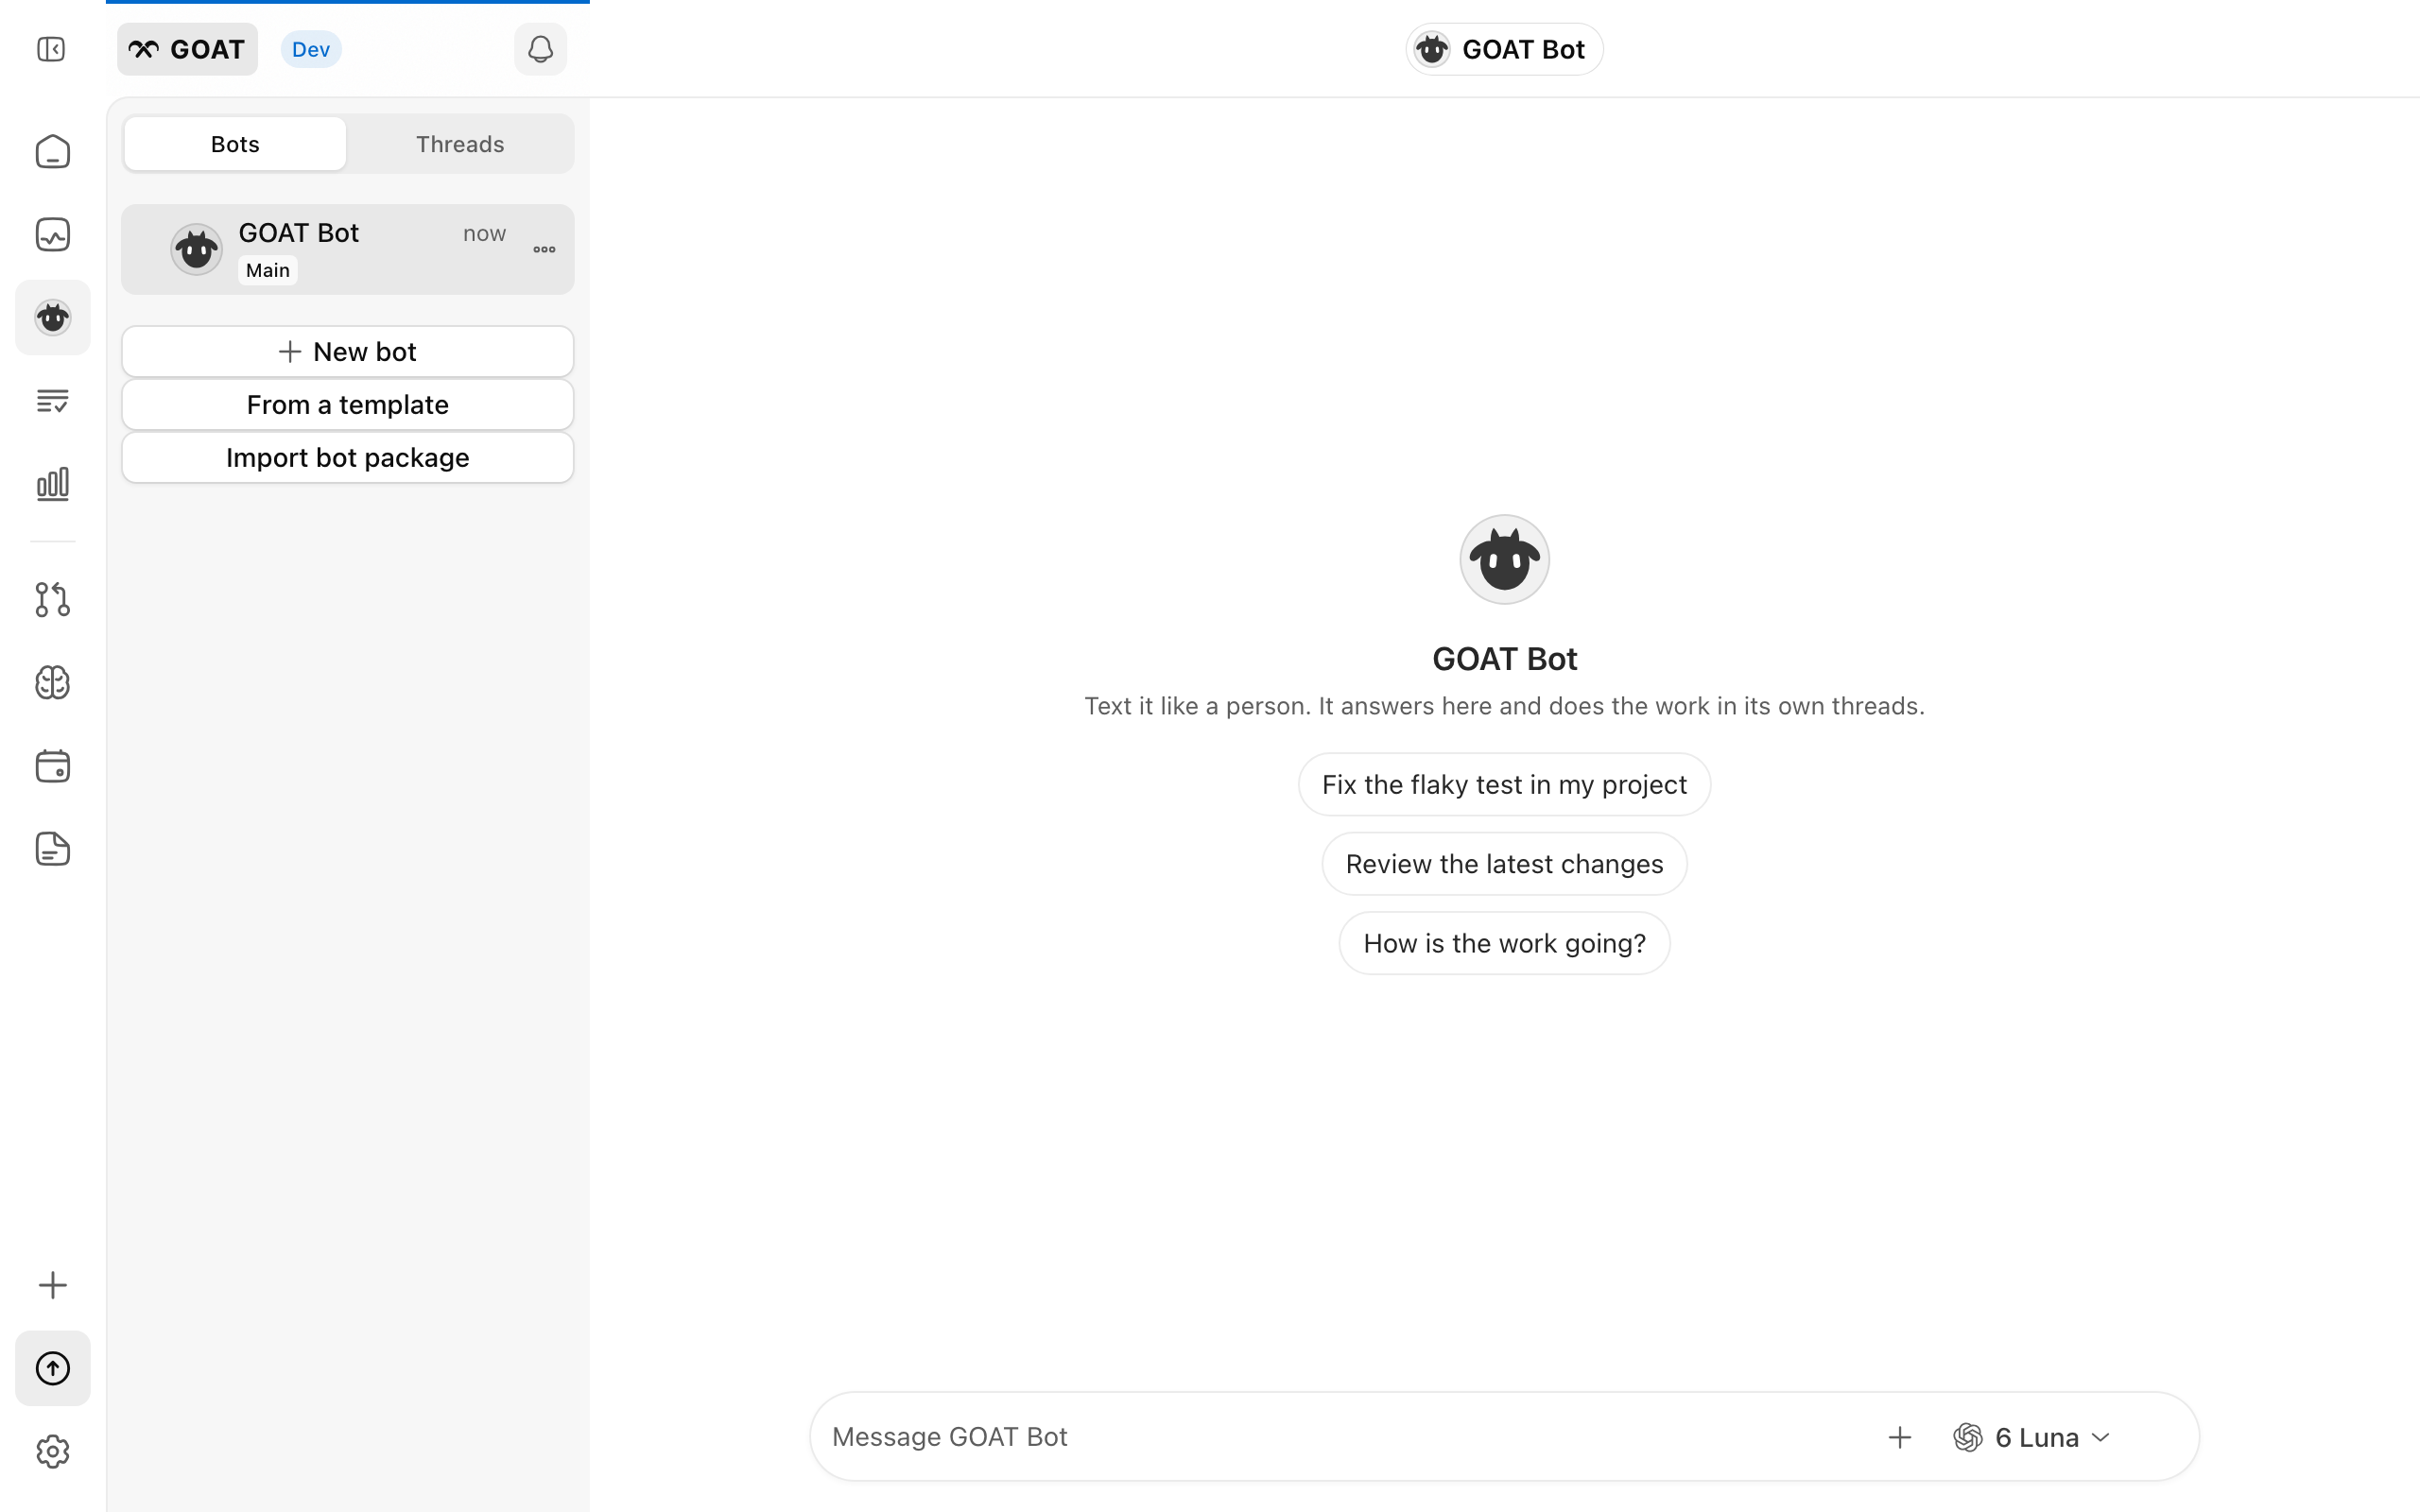 GOAT
Dev
GOAT Bot
Bots
Threads
GOAT Bot
now
Main
New bot
From a template
Import bot package
GOAT Bot
Text it like a person. It answers here and does the work in its own threads.
Fix the flaky test in my project
Review the latest changes
How is the work going?
Message GOAT Bot
6 Luna